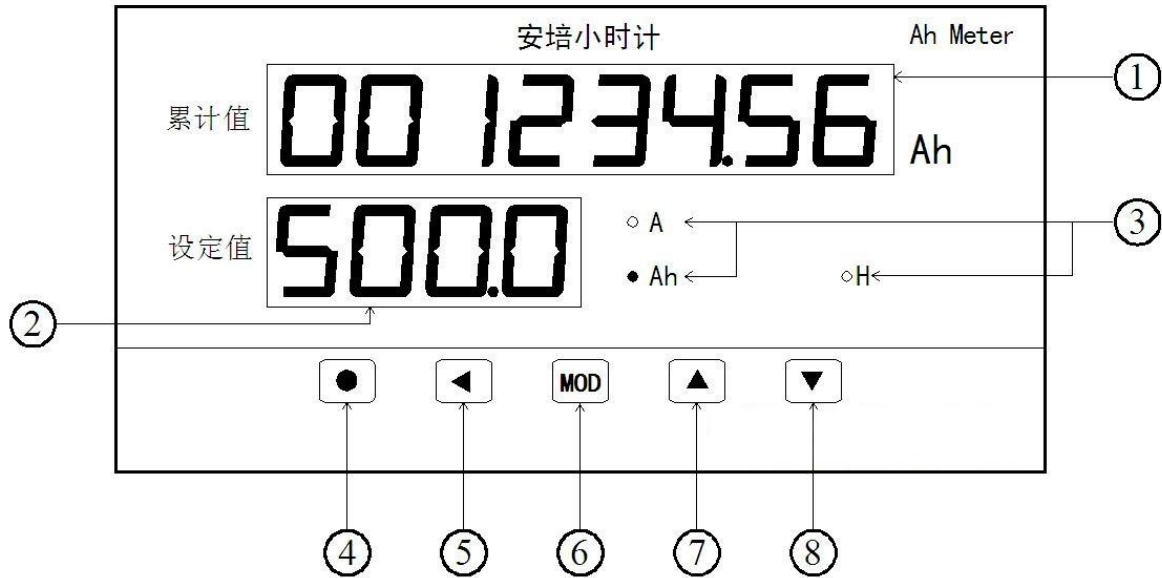 安培小时计 Ah Meter
①
累计值 001234.56 Ah
○ A
③
设定值 500.0
● Ah ○H
②
● ◀ MOD ▲ ▼
④ ⑤ ⑥ ⑦ ⑧